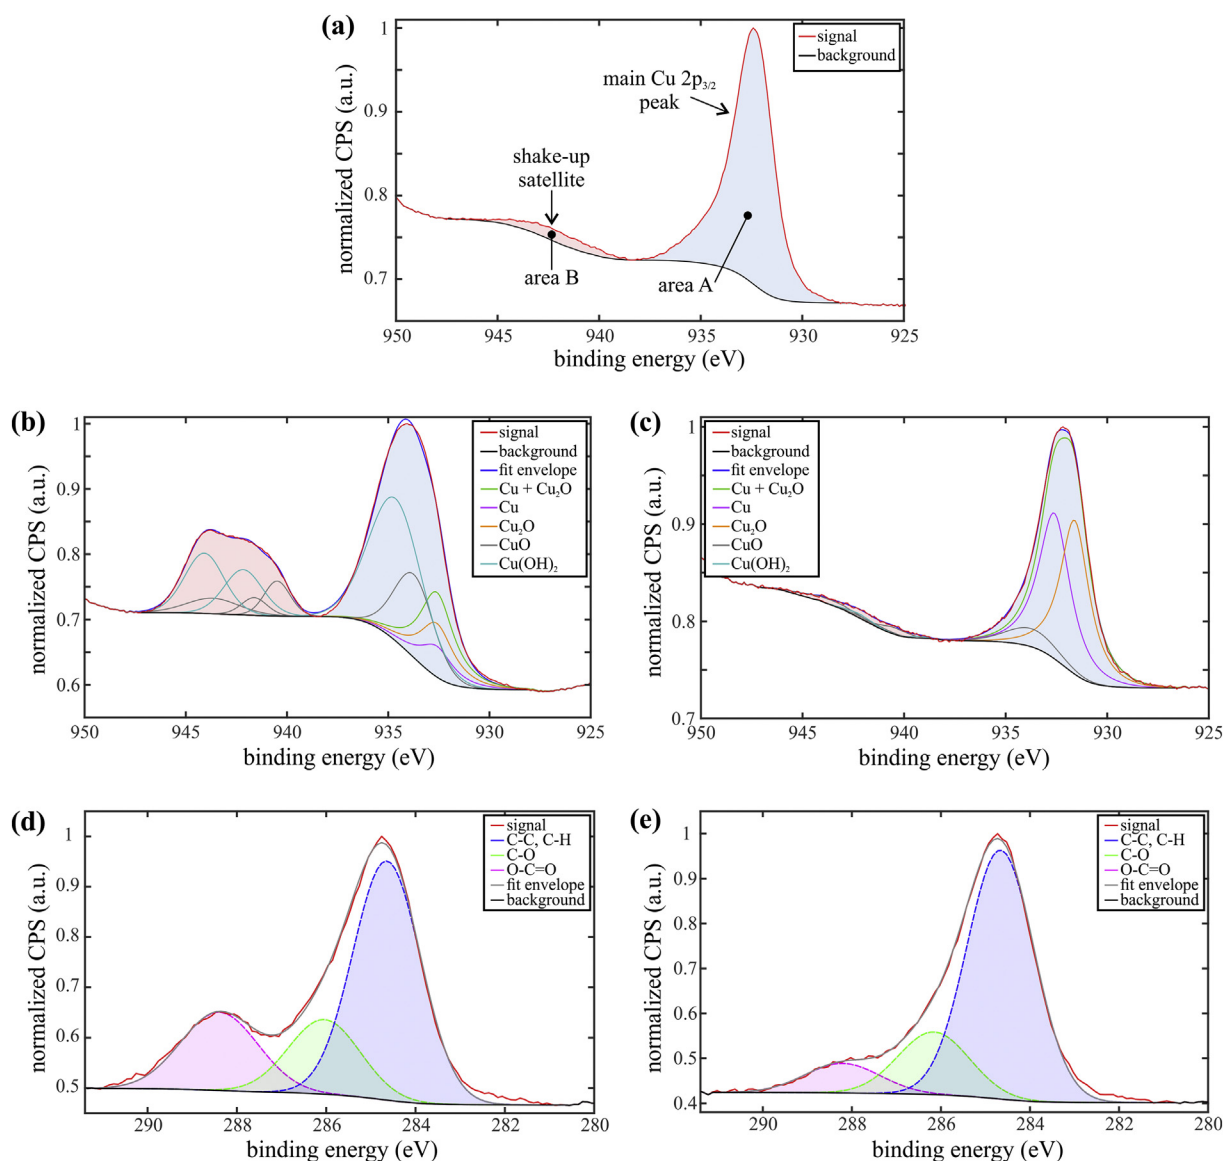 (a)
normalized CPS (a.u.)
1
0.9
0.8
0.7
signal
background
main Cu 2p3/2
peak
shake-up
satellite
area B
area A
950 945 940 935 930 925
binding energy (eV)
(b)
normalized CPS (a.u.)
1
0.9
0.8
0.7
0.6
signal
background
fit envelope
Cu + Cu2O
Cu
Cu2O
CuO
Cu(OH)2
950 945 940 935 930 925
binding energy (eV)
(c)
normalized CPS (a.u.)
1
0.9
0.8
0.7
signal
background
fit envelope
Cu + Cu2O
Cu
Cu2O
CuO
Cu(OH)2
950 945 940 935 930 925
binding energy (eV)
(d)
normalized CPS (a.u.)
1
0.9
0.8
0.7
0.6
0.5
signal
C-C, C-H
C-O
O-C=O
fit envelope
background
290 288 286 284 282 280
binding energy (eV)
(e)
normalized CPS (a.u.)
1
0.9
0.8
0.7
0.6
0.5
0.4
signal
C-C, C-H
C-O
O-C=O
fit envelope
background
290 288 286 284 282 280
binding energy (eV)